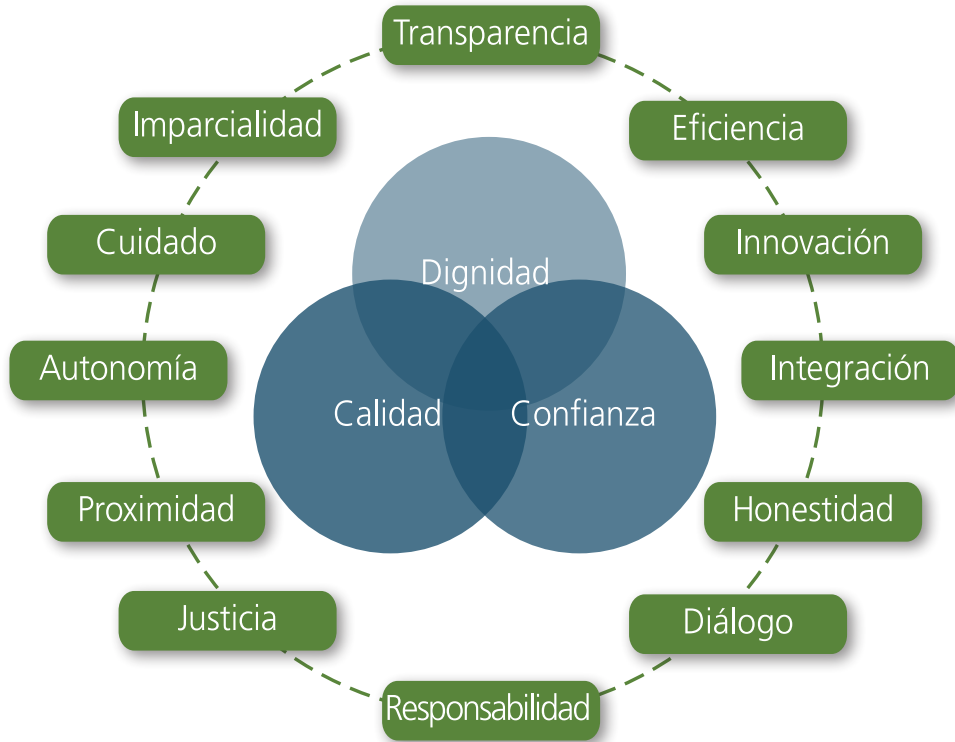 Transparencia
Imparcialidad
Eficiencia
Cuidado
Innovación
Dignidad
Autonomía
Integración
Calidad
Confianza
Proximidad
Honestidad
Justicia
Diálogo
Responsabilidad